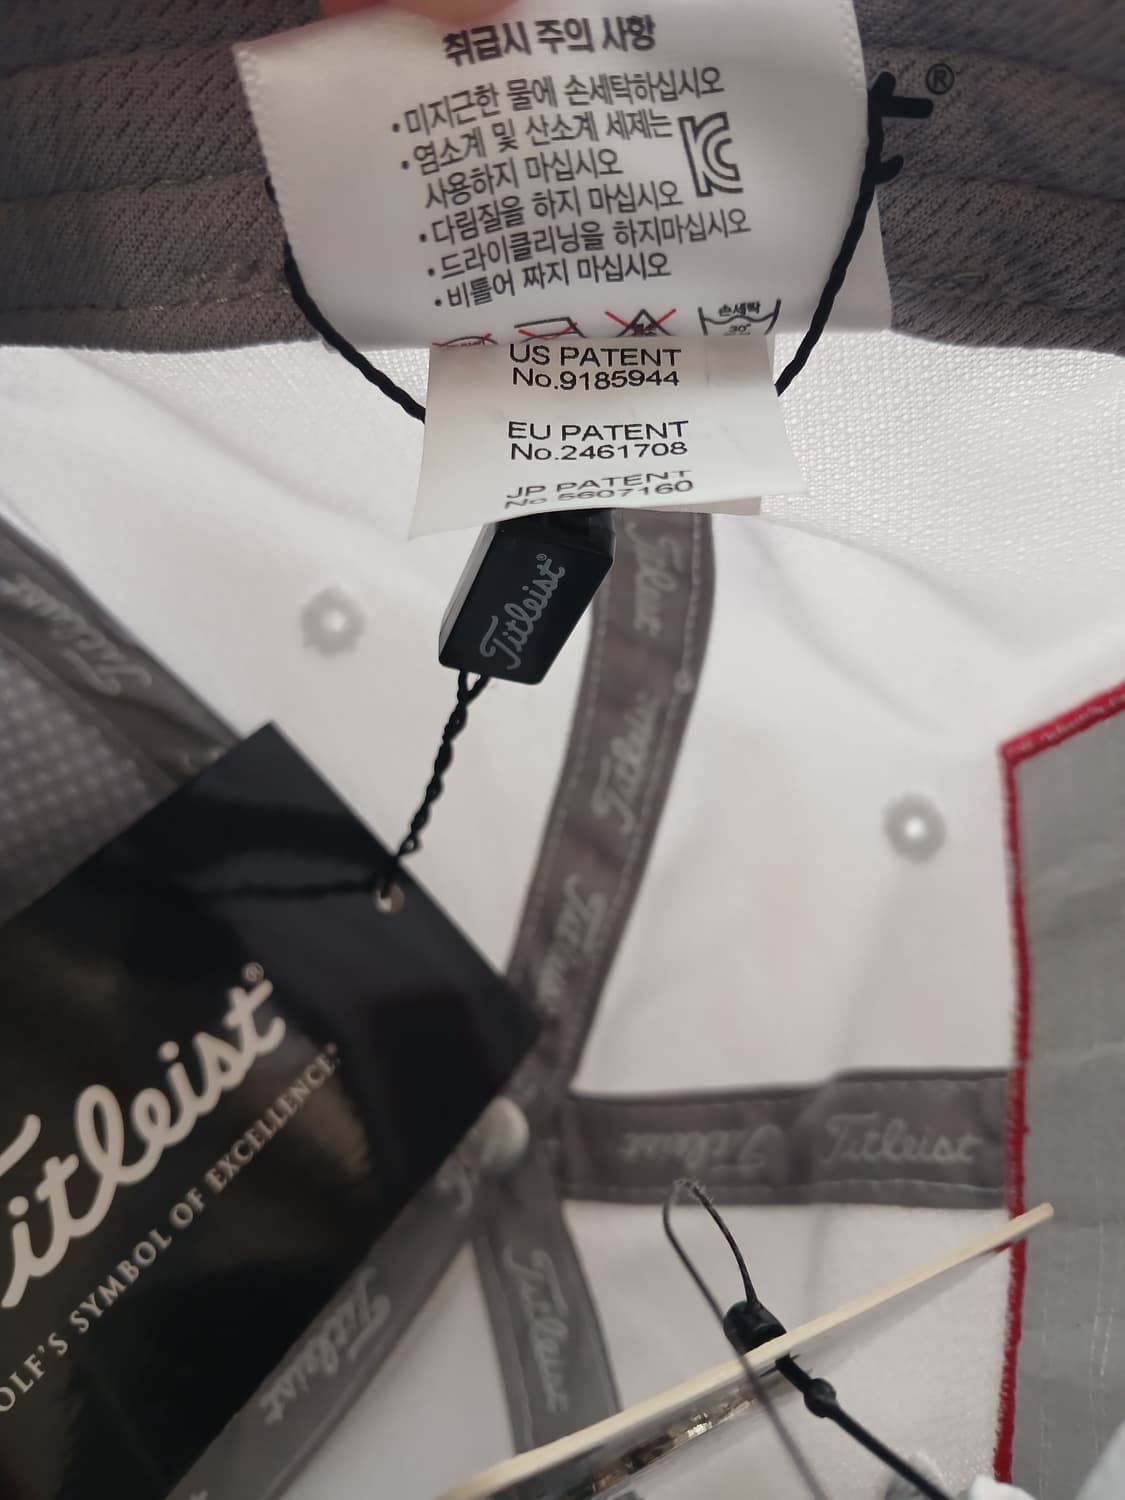 취급시 주의 사항
•미지근한 물에 손세탁하십시오
•염소계 및 산소계 세제는
사용하지 마십시오
•다림질을 하지 마십시오
•드라이클리닝을 하지마십시오
•비틀어 짜지 마십시오
손세탁
30°
US PATENT
No.9185944
EU PATENT
No.2461708
JP PATENT
No 5607160
Titleist®
Titleist
Titleist
Titleist
Titleist
Titleist
Titleist
Titleist
Titleist
Titleist®
OLF'S SYMBOL OF EXCELLENCE®